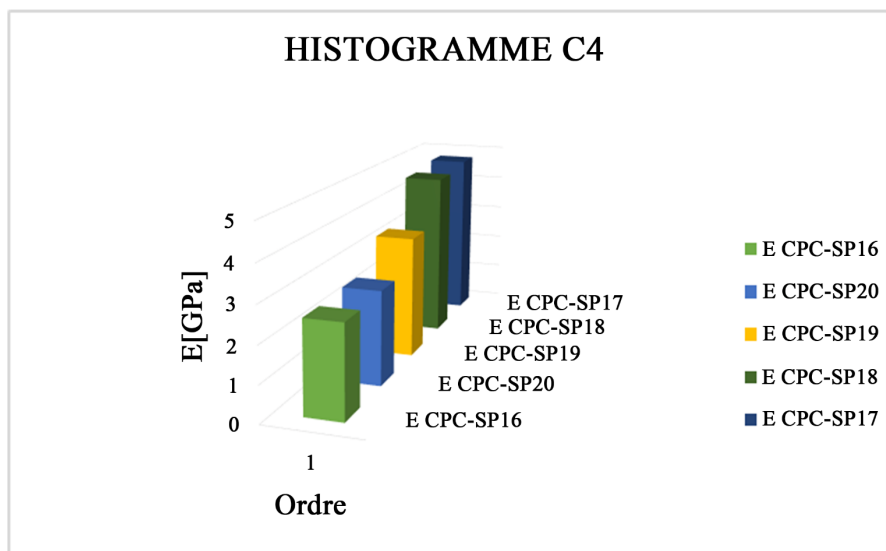 HISTOGRAMME C4
E[GPa]
5
4
3
2
1
0
E CPC-SP17
E CPC-SP18
E CPC-SP19
E CPC-SP20
E CPC-SP16
1
Ordre
E CPC-SP16
E CPC-SP20
E CPC-SP19
E CPC-SP18
E CPC-SP17